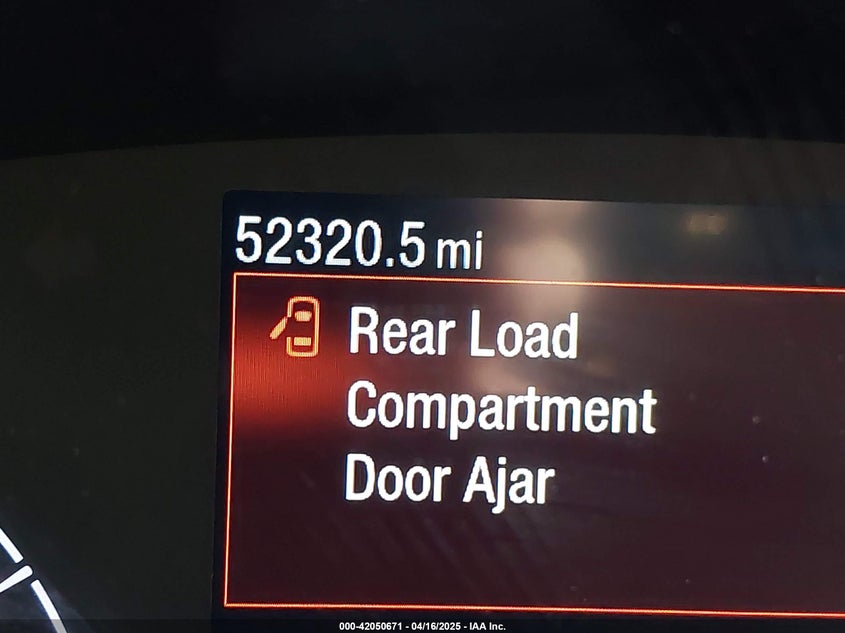 52320.5 mi
Rear Load
Compartment
Door Ajar
000-42050671 - 04/16/2025 - IAA Inc.